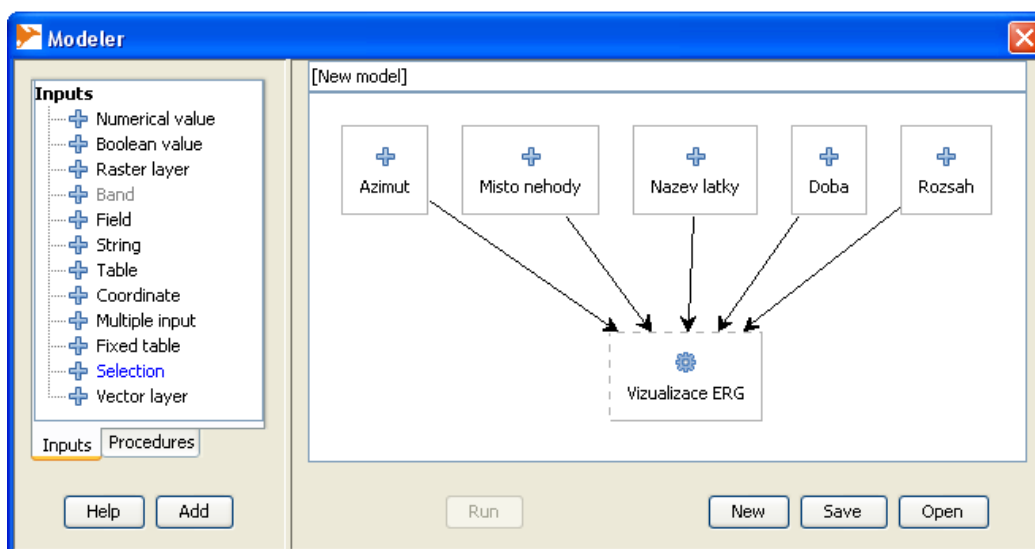 Modeler
Inputs
Numerical value
Boolean value
Raster layer
Band
Field
String
Table
Coordinate
Multiple input
Fixed table
Selection
Vector layer
Inputs Procedures
Help Add
[New model]
Azimut Misto nehody Nazev latky Doba Rozsah
Vizualizace ERG
Run New Save Open